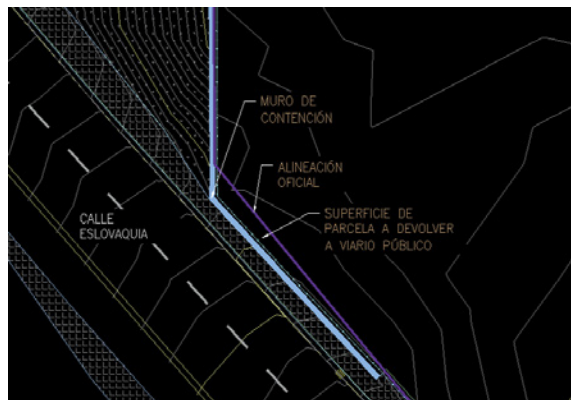 MURO DE
CONTENCIÓN
ALINEACIÓN
OFICIAL
SUPERFICIE DE
PARCELA A DEVOLVER
A VIARIO PÚBLICO
CALLE
ESLOVAQUIA